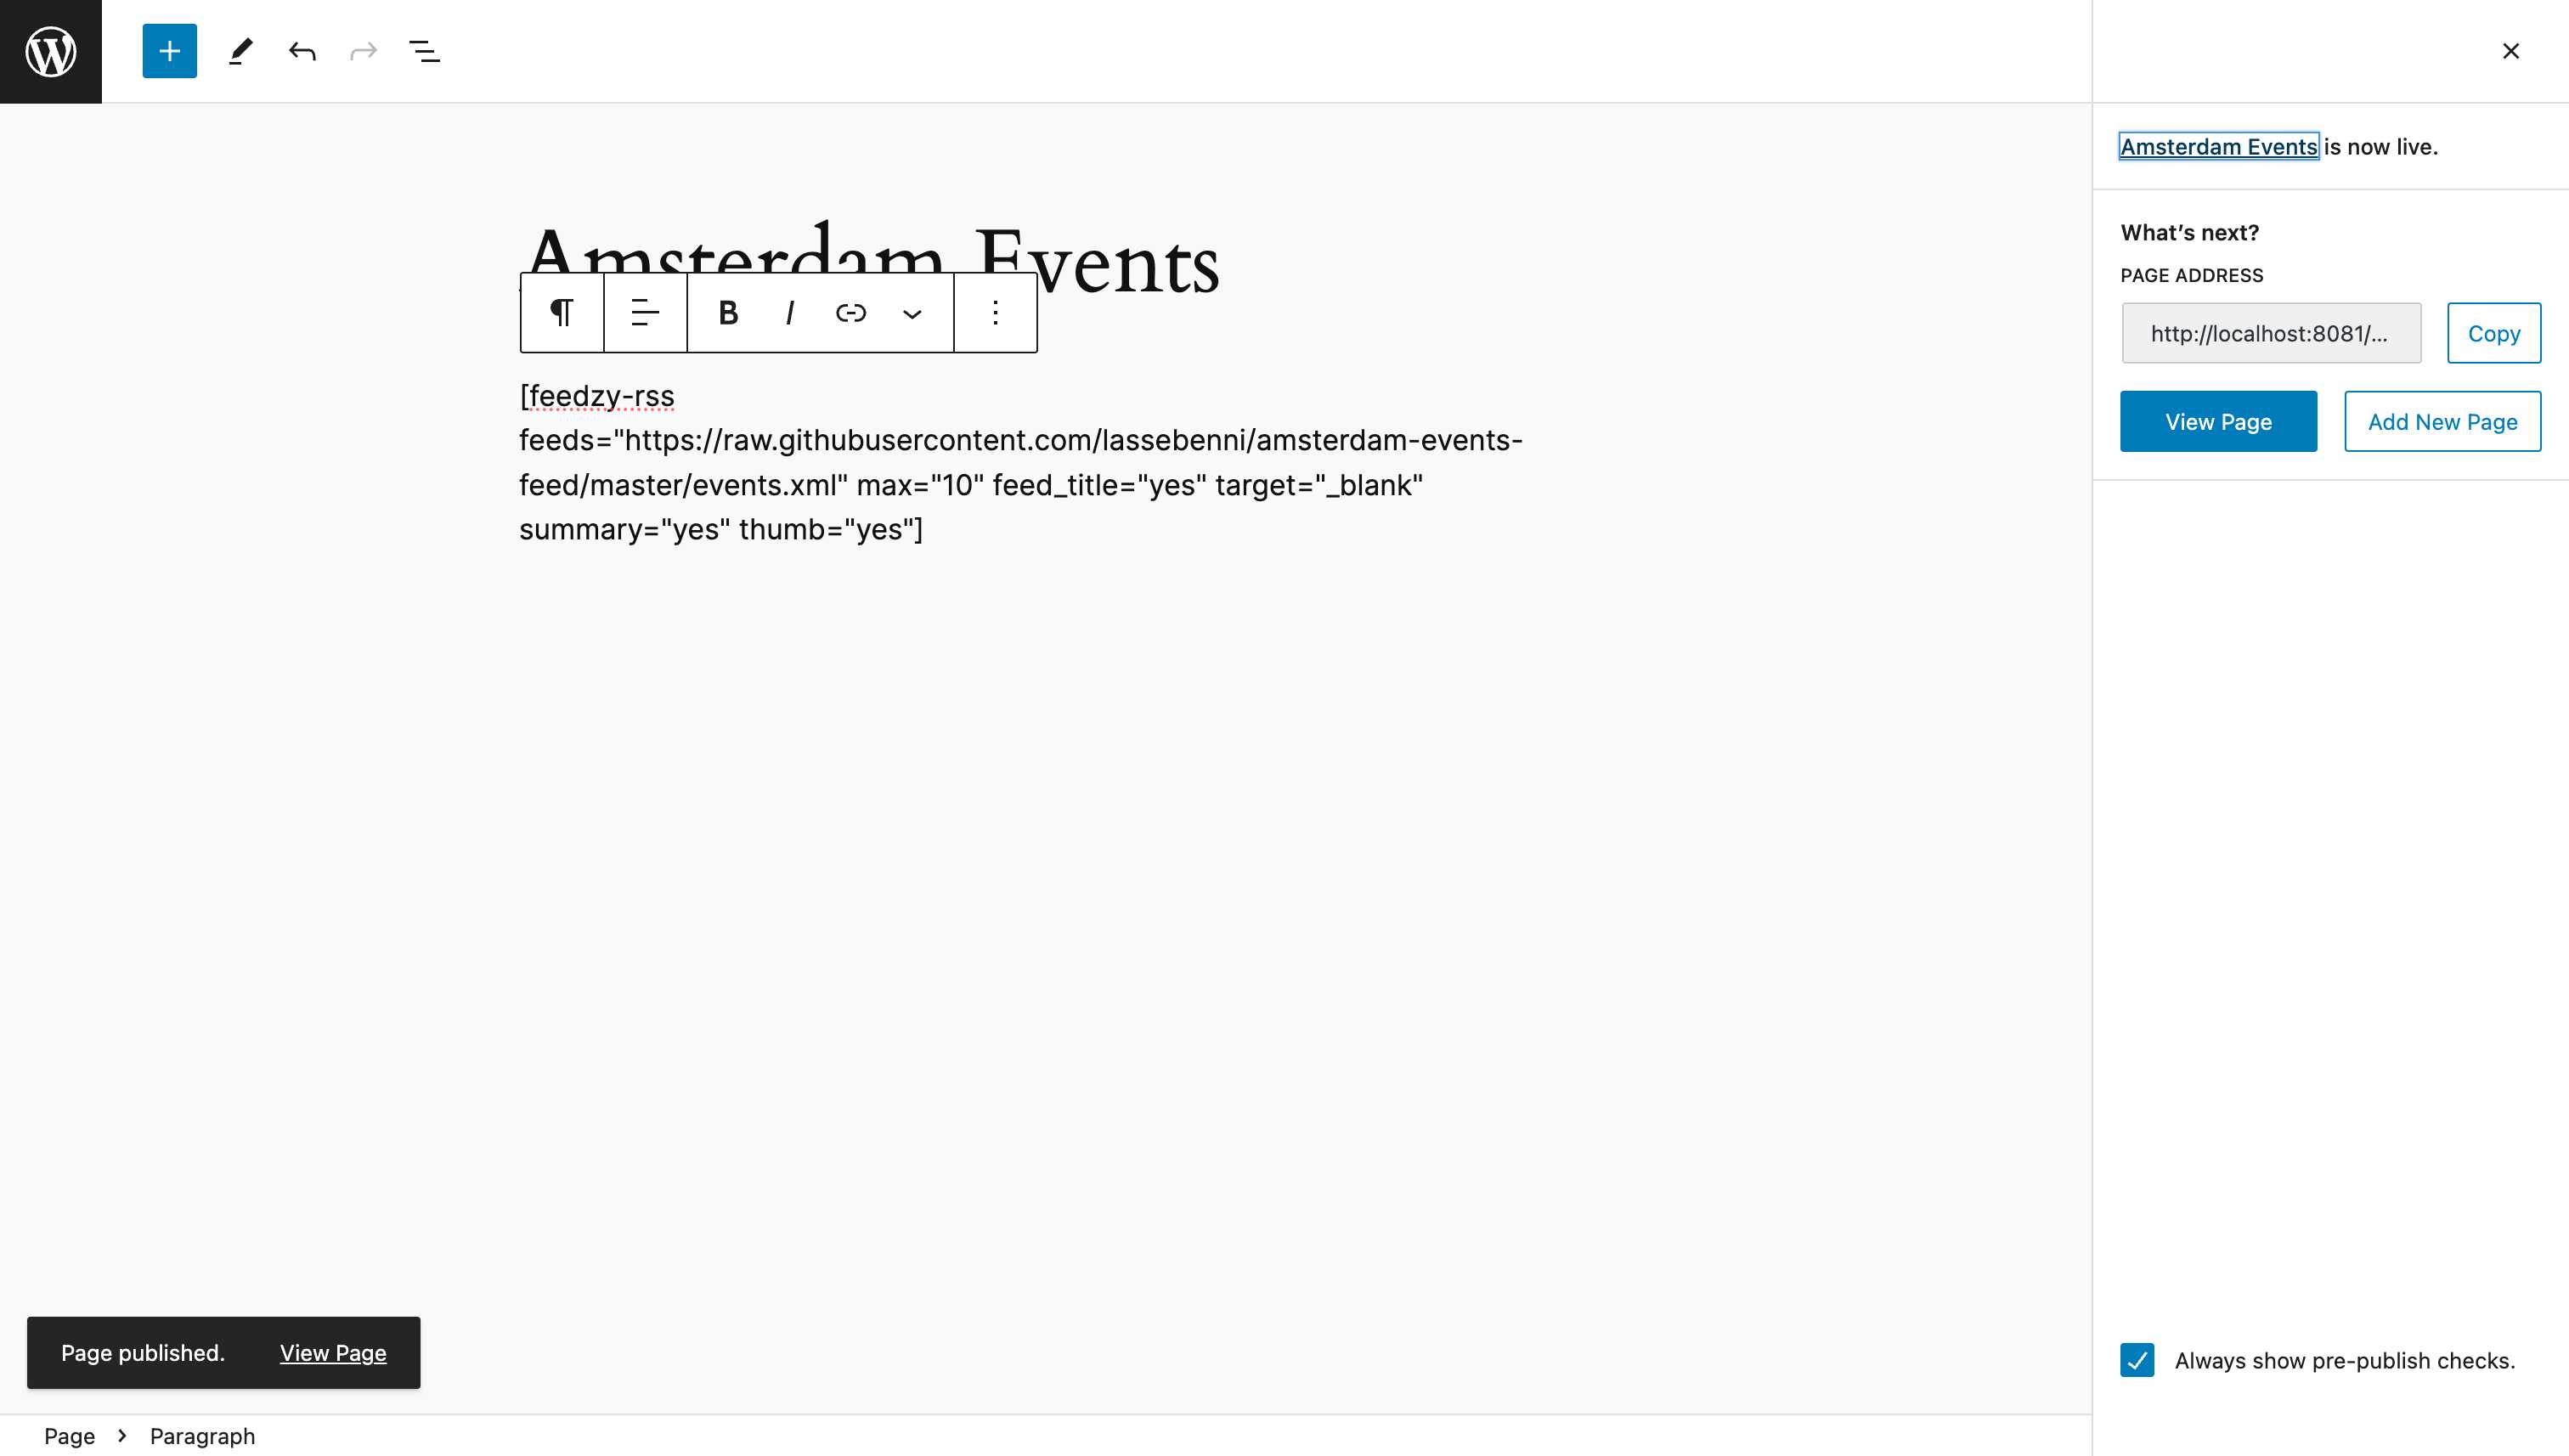 Amsterdam Events is now live.
Amsterdam Events
What's next?
PAGE ADDRESS
B I
http://localhost:8081/...
Copy
[feedzy-rss
feeds="https://raw.githubusercontent.com/lassebenni/amsterdam-events-
feed/master/events.xml" max="10" feed_title="yes" target="_blank"
summary="yes" thumb="yes"]
View Page
Add New Page
Page published.
View Page
Always show pre-publish checks.
Page > Paragraph